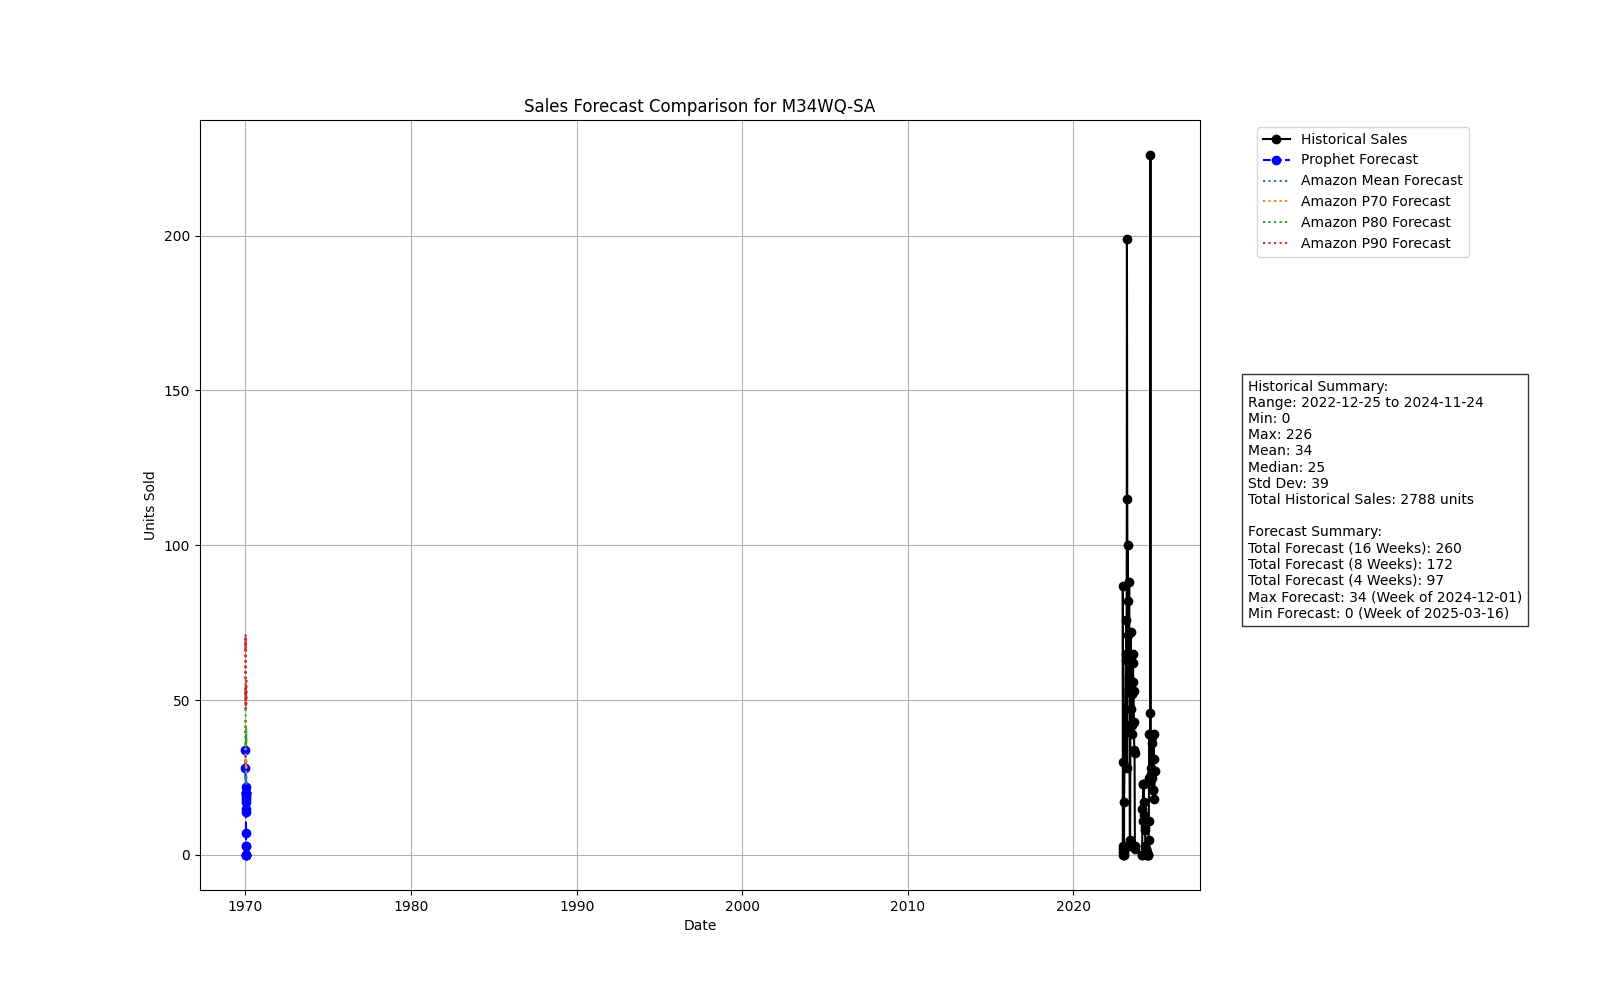 Sales Forecast Comparison for M34WQ-SA
Historical Sales
Prophet Forecast
Amazon Mean Forecast
Amazon P70 Forecast
Amazon P80 Forecast
Amazon P90 Forecast
200
150
100
50
0
Units Sold
1970
1980
1990
2000
2010
2020
Date
Historical Summary:
Range: 2022-12-25 to 2024-11-24
Min: 0
Max: 226
Mean: 34
Median: 25
Std Dev: 39
Total Historical Sales: 2788 units
Forecast Summary:
Total Forecast (16 Weeks): 260
Total Forecast (8 Weeks): 172
Total Forecast (4 Weeks): 97
Max Forecast: 34 (Week of 2024-12-01)
Min Forecast: 0 (Week of 2025-03-16)